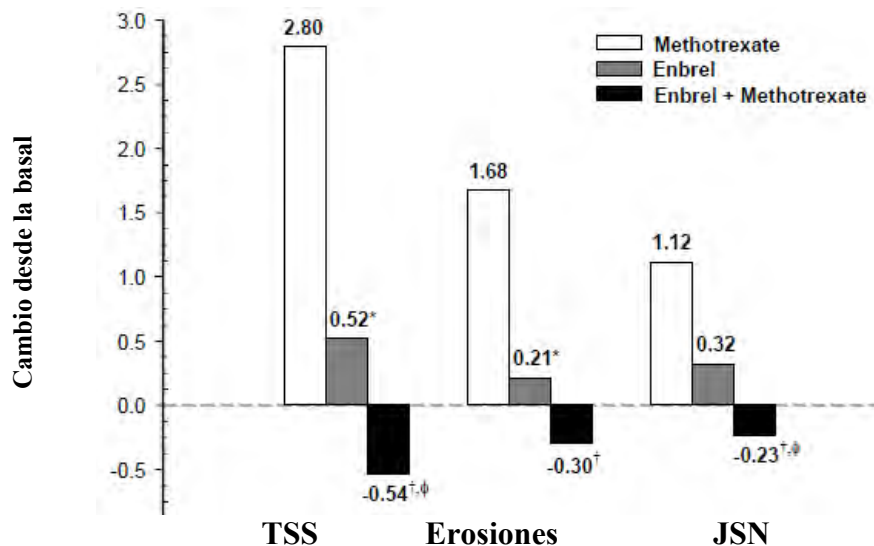 Cambio desde la basal
3.0
2.5
2.0
1.5
1.0
0.5
0.0
-0.5
Methotrexate
Enbrel
Enbrel + Methotrexate
2.80
0.52*
-0.54†,ϕ
1.68
0.21*
-0.30†
1.12
0.32
-0.23†,ϕ
TSS Erosiones JSN